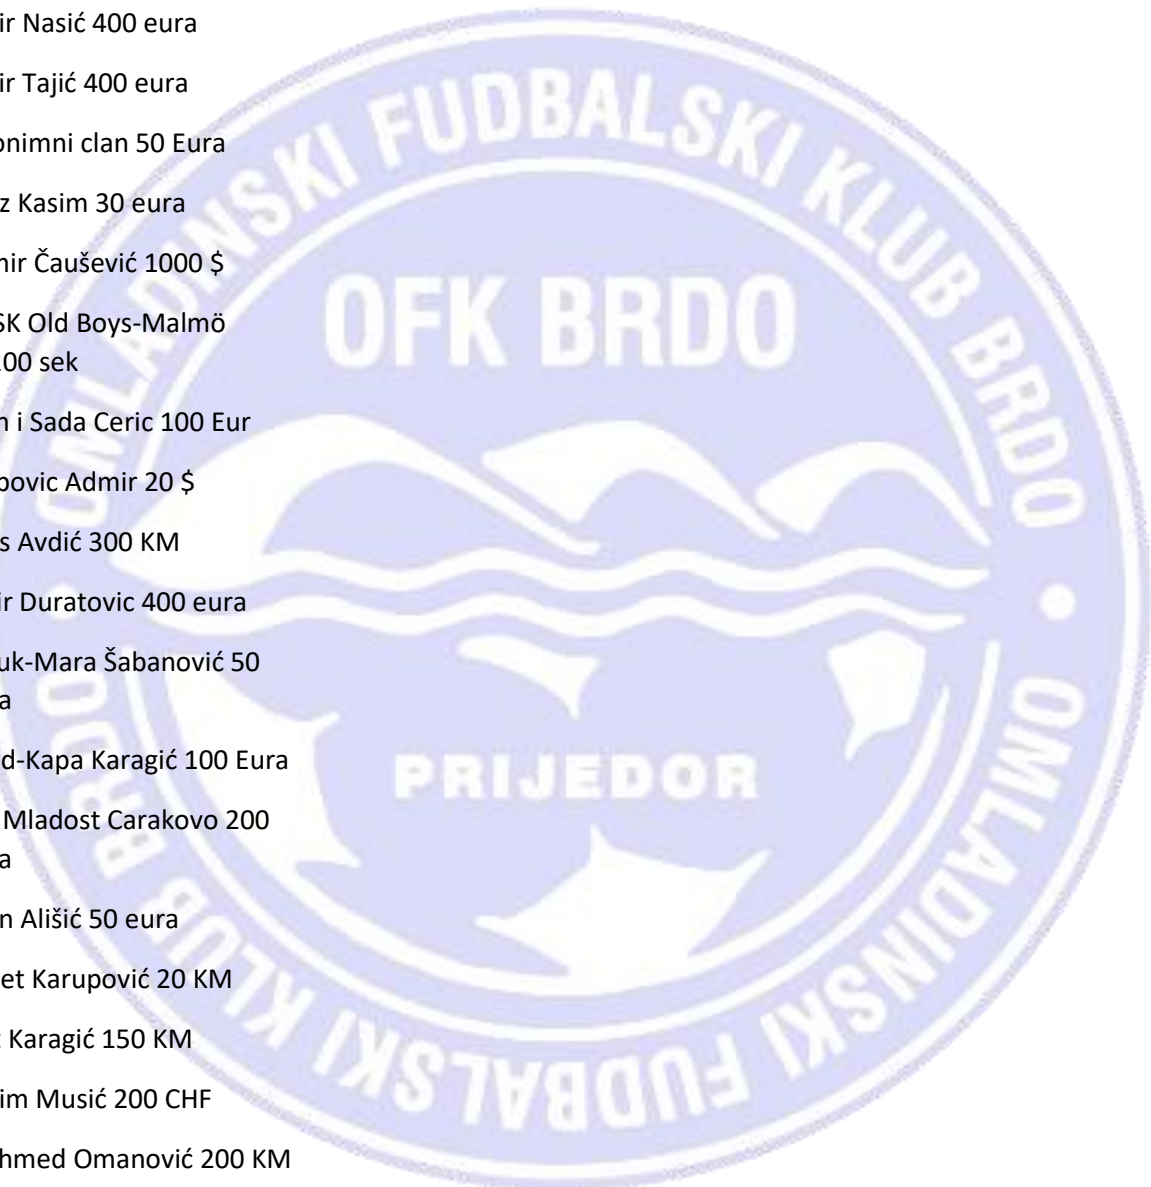 ir Nasić 400 eura
ir Tajić 400 eura
onimni clan 50 Eura
z Kasim 30 eura
nir Čaušević 1000 $
SK Old Boys-Malmö
00 sek
n i Sada Ceric 100 Eur
povic Admir 20 $
s Avdić 300 KM
ir Duratovic 400 eura
uk-Mara Šabanović 50
a
d-Kapa Karagić 100 Eura
Mladost Carakovo 200
a
n Ališić 50 eura
et Karupović 20 KM
t Karagić 150 KM
im Musić 200 CHF
hmed Omanović 200 KM
OMLADINSKI FUDBALSKI KLUB BRDO
OFK BRDO
PRIJEDOR
OMLADINSKI FUDBALSKI KLUB BRDO